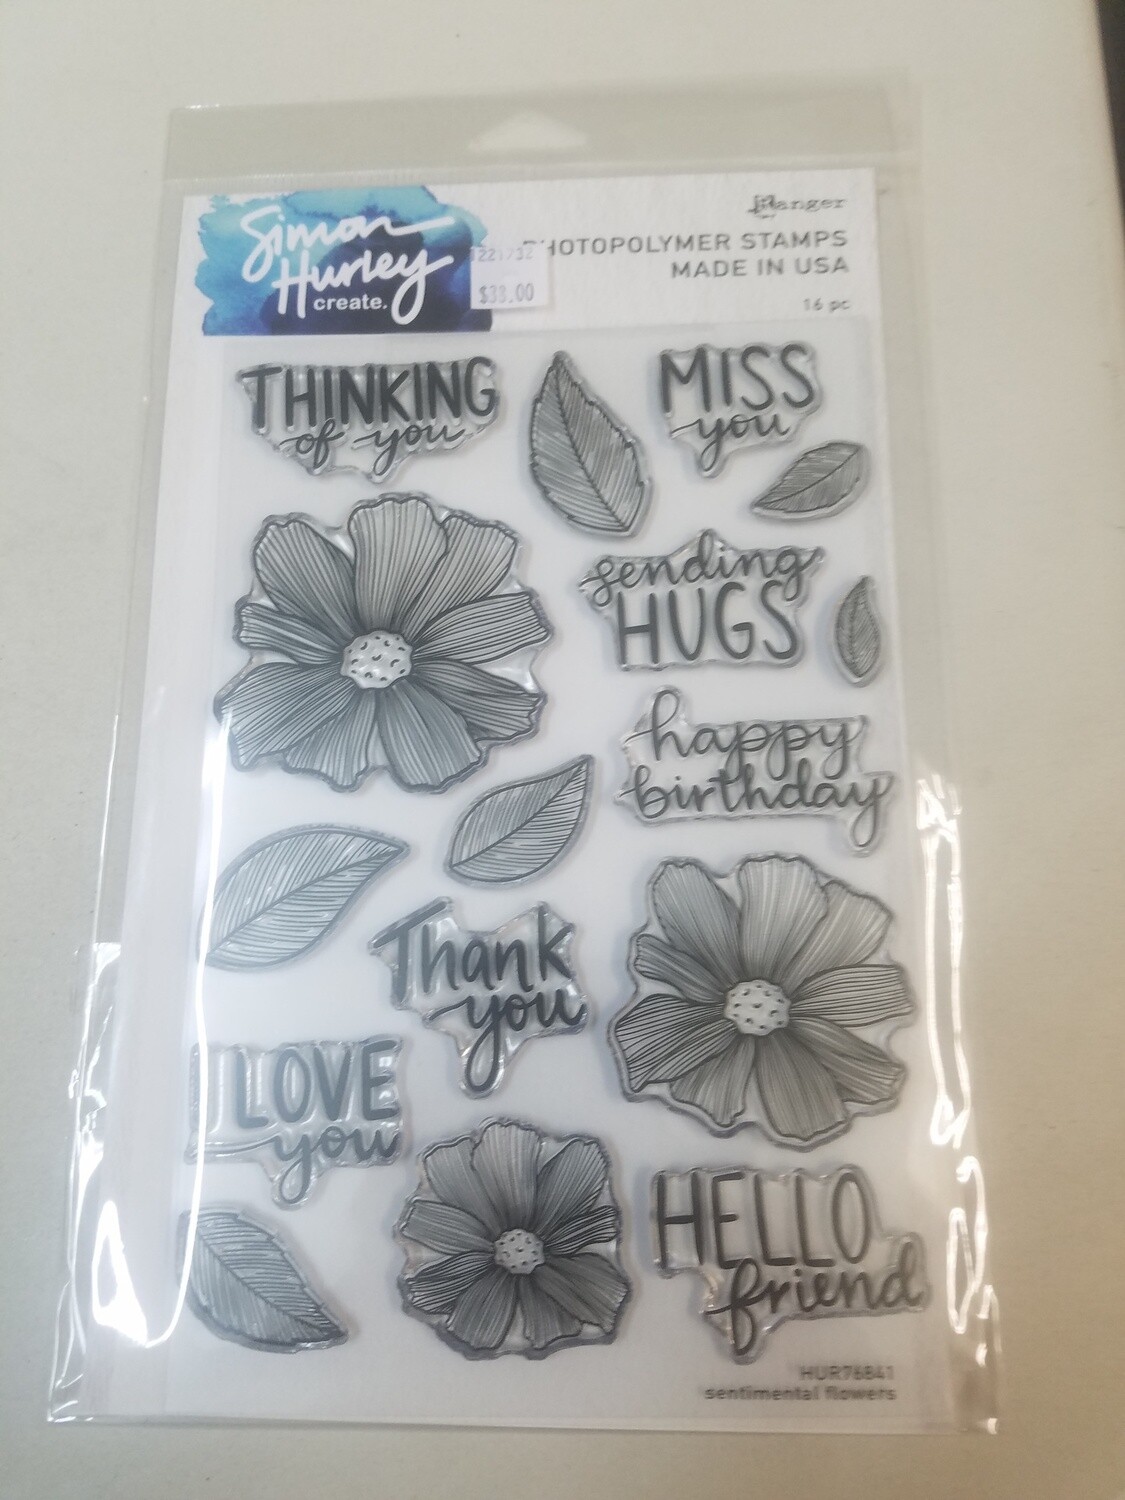 Simon
Hurley
create.
Ranger
PHOTOPOLYMER STAMPS
MADE IN USA
16 pc
$33.00
THINKING
of you
MISS
you
sending
HUGS
happy
birthday
Thank
you
I LOVE
you
HELLO
friend
HUR76841
sentimental flowers